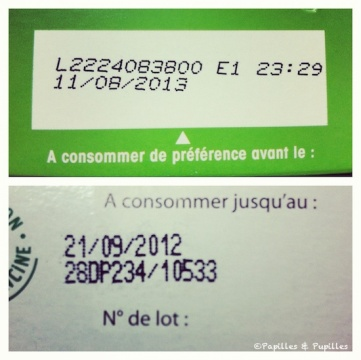 L2224083800 E1 23:29
11/08/2013
A consommer de préférence avant le :
A consommer jusqu'au :
21/09/2012
28DP234/10533
N° de lot :
©Papilles & Pupilles